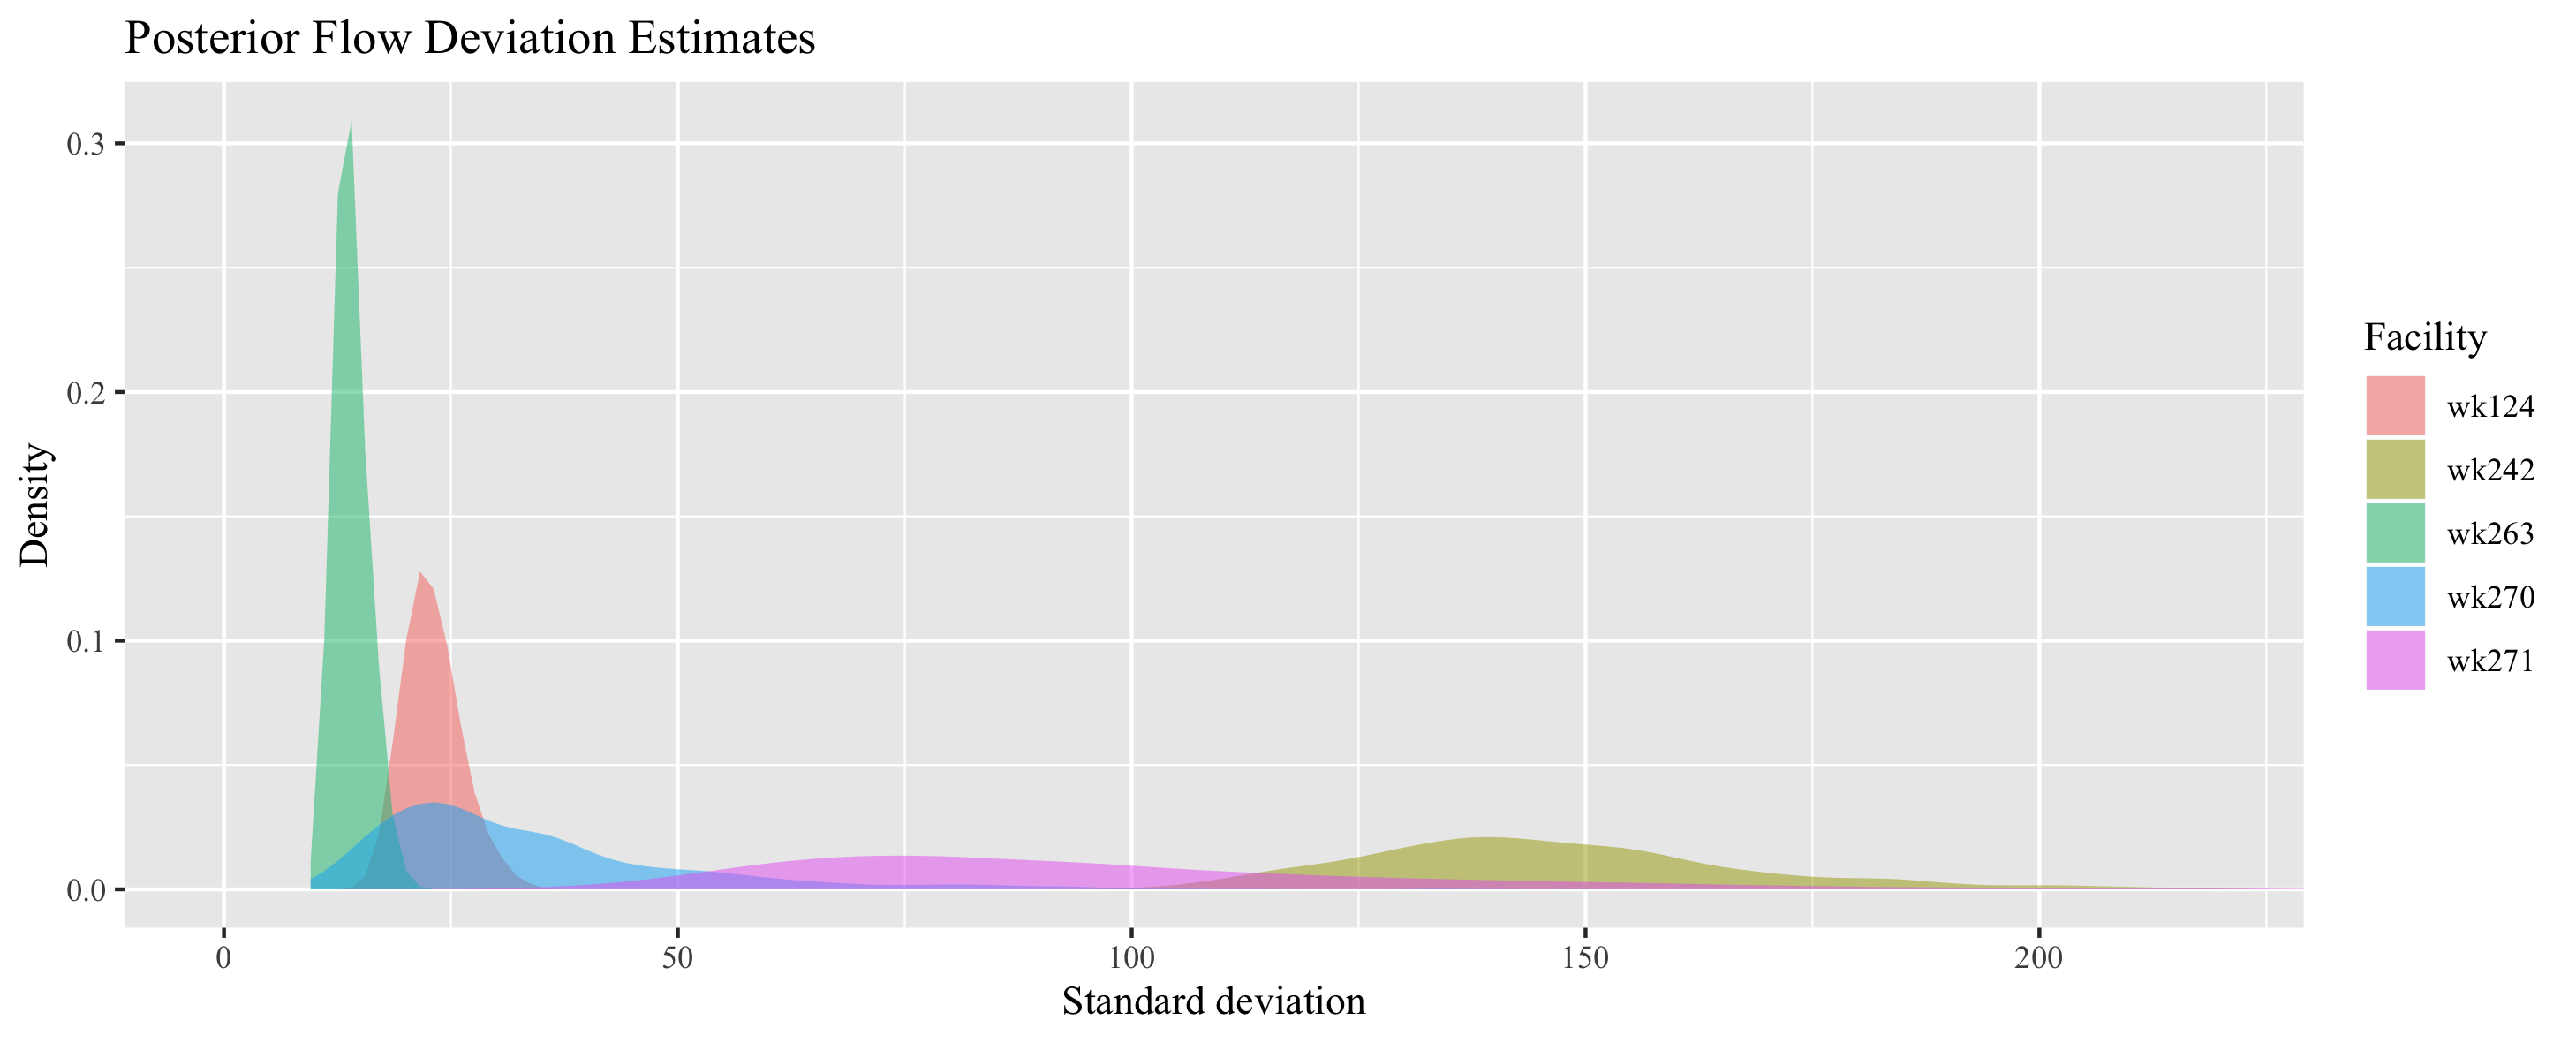 Posterior Flow Deviation Estimates
0.3
0.2
0.1
0.0
Density
0 50 100 150 200
Standard deviation
Facility
wk124
wk242
wk263
wk270
wk271